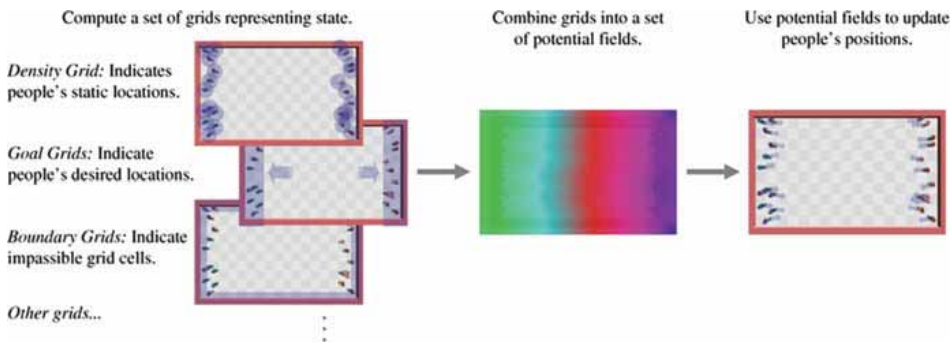 Compute a set of grids representing state.
Combine grids into a set
of potential fields.
Use potential fields to update
people's positions.
Density Grid: Indicates
people's static locations.
Goal Grids: Indicate
people's desired locations.
Boundary Grids: Indicate
impassible grid cells.
Other grids...